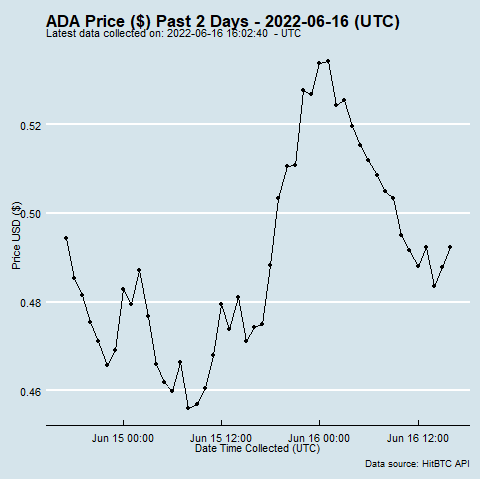 ADA Price ($) Past 2 Days - 2022-06-16 (UTC)
Latest data collected on: 2022-06-16 16:02:40 - UTC
Price USD ($)
0.52
0.50
0.48
0.46
Jun 15 00:00 Jun 15 12:00 Jun 16 00:00 Jun 16 12:00
Date Time Collected (UTC)
Data source: HitBTC API